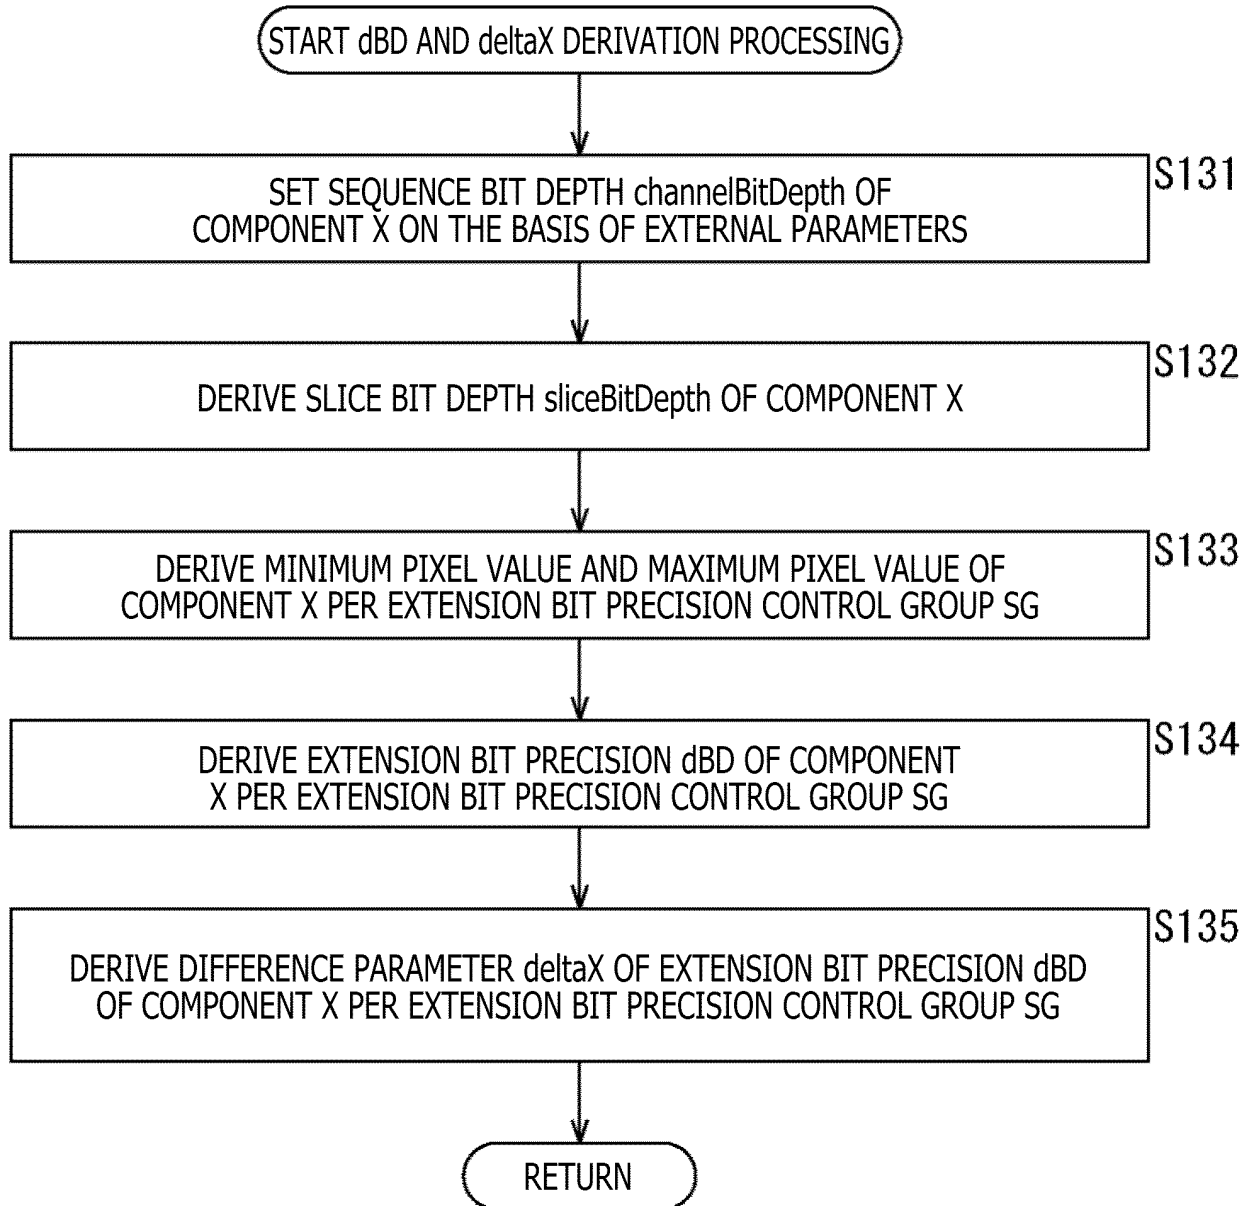 START dBD AND deltaX DERIVATION PROCESSING
S131
SET SEQUENCE BIT DEPTH channelBitDepth OF
COMPONENT X ON THE BASIS OF EXTERNAL PARAMETERS
S132
DERIVE SLICE BIT DEPTH sliceBitDepth OF COMPONENT X
S133
DERIVE MINIMUM PIXEL VALUE AND MAXIMUM PIXEL VALUE OF
COMPONENT X PER EXTENSION BIT PRECISION CONTROL GROUP SG
S134
DERIVE EXTENSION BIT PRECISION dBD OF COMPONENT
X PER EXTENSION BIT PRECISION CONTROL GROUP SG
S135
DERIVE DIFFERENCE PARAMETER deltaX OF EXTENSION BIT PRECISION dBD
OF COMPONENT X PER EXTENSION BIT PRECISION CONTROL GROUP SG
RETURN